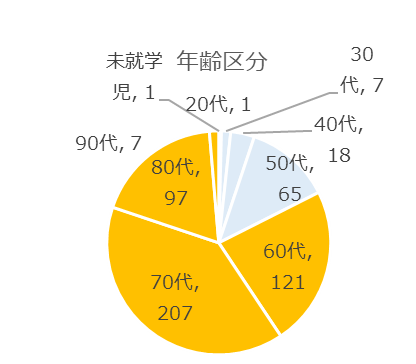 年齢区分
未就学
児, 1
20代, 1
30
代, 7
40代,
18
50代,
65
60代,
121
70代,
207
80代,
97
90代, 7